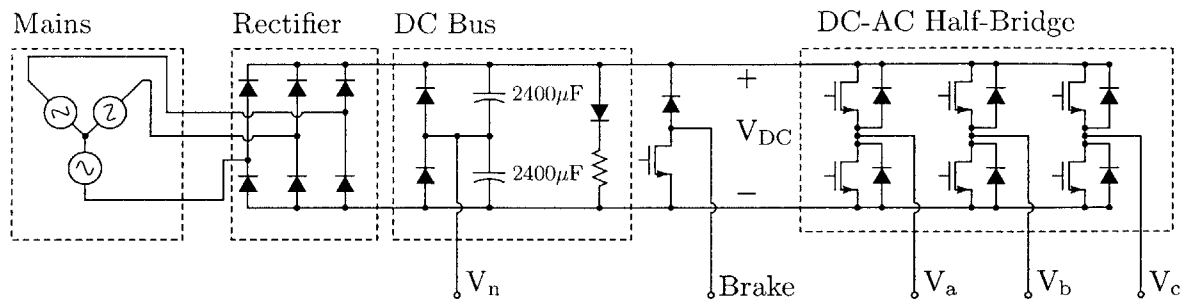 Mains
Rectifier
DC Bus
DC-AC Half-Bridge
2400μF
2400μF
+
V_DC
−
V_n
Brake
V_a
V_b
V_c